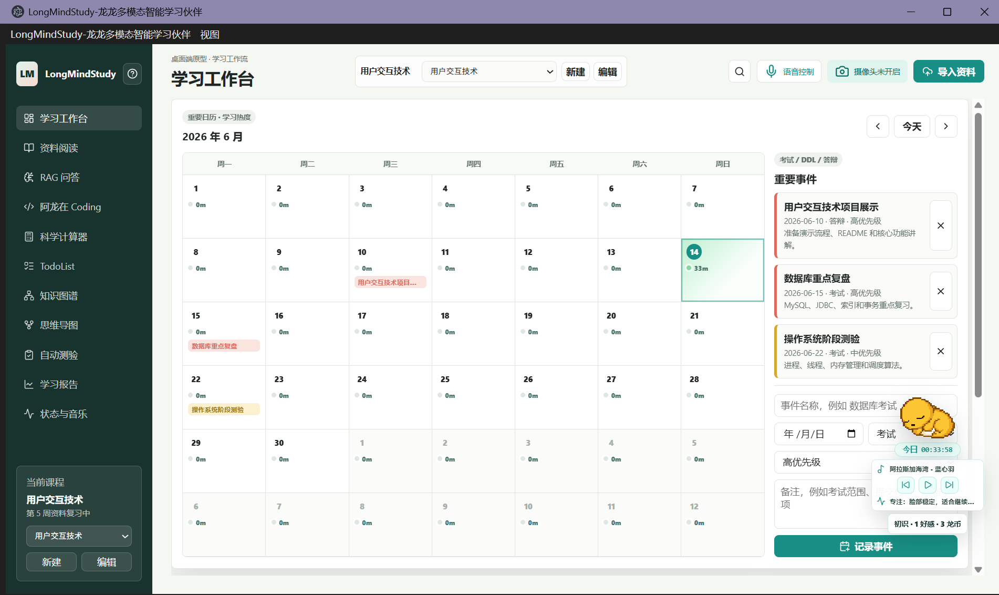 LongMindStudy-龙龙多模态智能学习伙伴
LongMindStudy-龙龙多模态智能学习伙伴 视图
LM LongMindStudy
学习工作台
资料阅读
RAG 问答
阿龙在 Coding
科学计算器
TodoList
知识图谱
思维导图
自动测验
学习报告
状态与音乐
当前课程
用户交互技术
第 5 周资料复习中
用户交互技术
新建 编辑
桌面端原型 · 学习工作流
学习工作台
用户交互技术 用户交互技术 新建 编辑
语音控制 摄像头未开启 导入资料
重要日历 · 学习热度
2026 年 6 月
今天
周一 周二 周三 周四 周五 周六 周日
1 2 3 4 5 6 7
0m 0m 0m 0m 0m 0m 0m
8 9 10 11 12 13 14
0m 0m 0m 0m 0m 0m 33m
用户交互技术项目...
15 16 17 18 19 20 21
0m 0m 0m 0m 0m 0m 0m
数据库重点复盘
22 23 24 25 26 27 28
0m 0m 0m 0m 0m 0m 0m
操作系统阶段测验
29 30 1 2 3 4 5
0m 0m 0m 0m 0m 0m 0m
6 7 8 9 10 11 12
0m 0m 0m 0m 0m 0m 0m
考试 / DDL / 答辩
重要事件
用户交互技术项目展示
2026-06-10 · 答辩 · 高优先级
准备演示流程、README 和核心功能讲
解。
数据库重点复盘
2026-06-15 · 考试 · 高优先级
MySQL、JDBC、索引和事务重点复习。
操作系统阶段测验
2026-06-22 · 考试 · 中优先级
进程、线程、内存管理和调度算法。
事件名称，例如 数据库考试
年 /月/日 考试
今日 00:33:58
高优先级
阿拉斯加海湾 - 蓝心羽
备注，例如考试范围、
项
专注：脸部稳定，适合继续...
初识 · 1 好感 · 3 龙币
记录事件